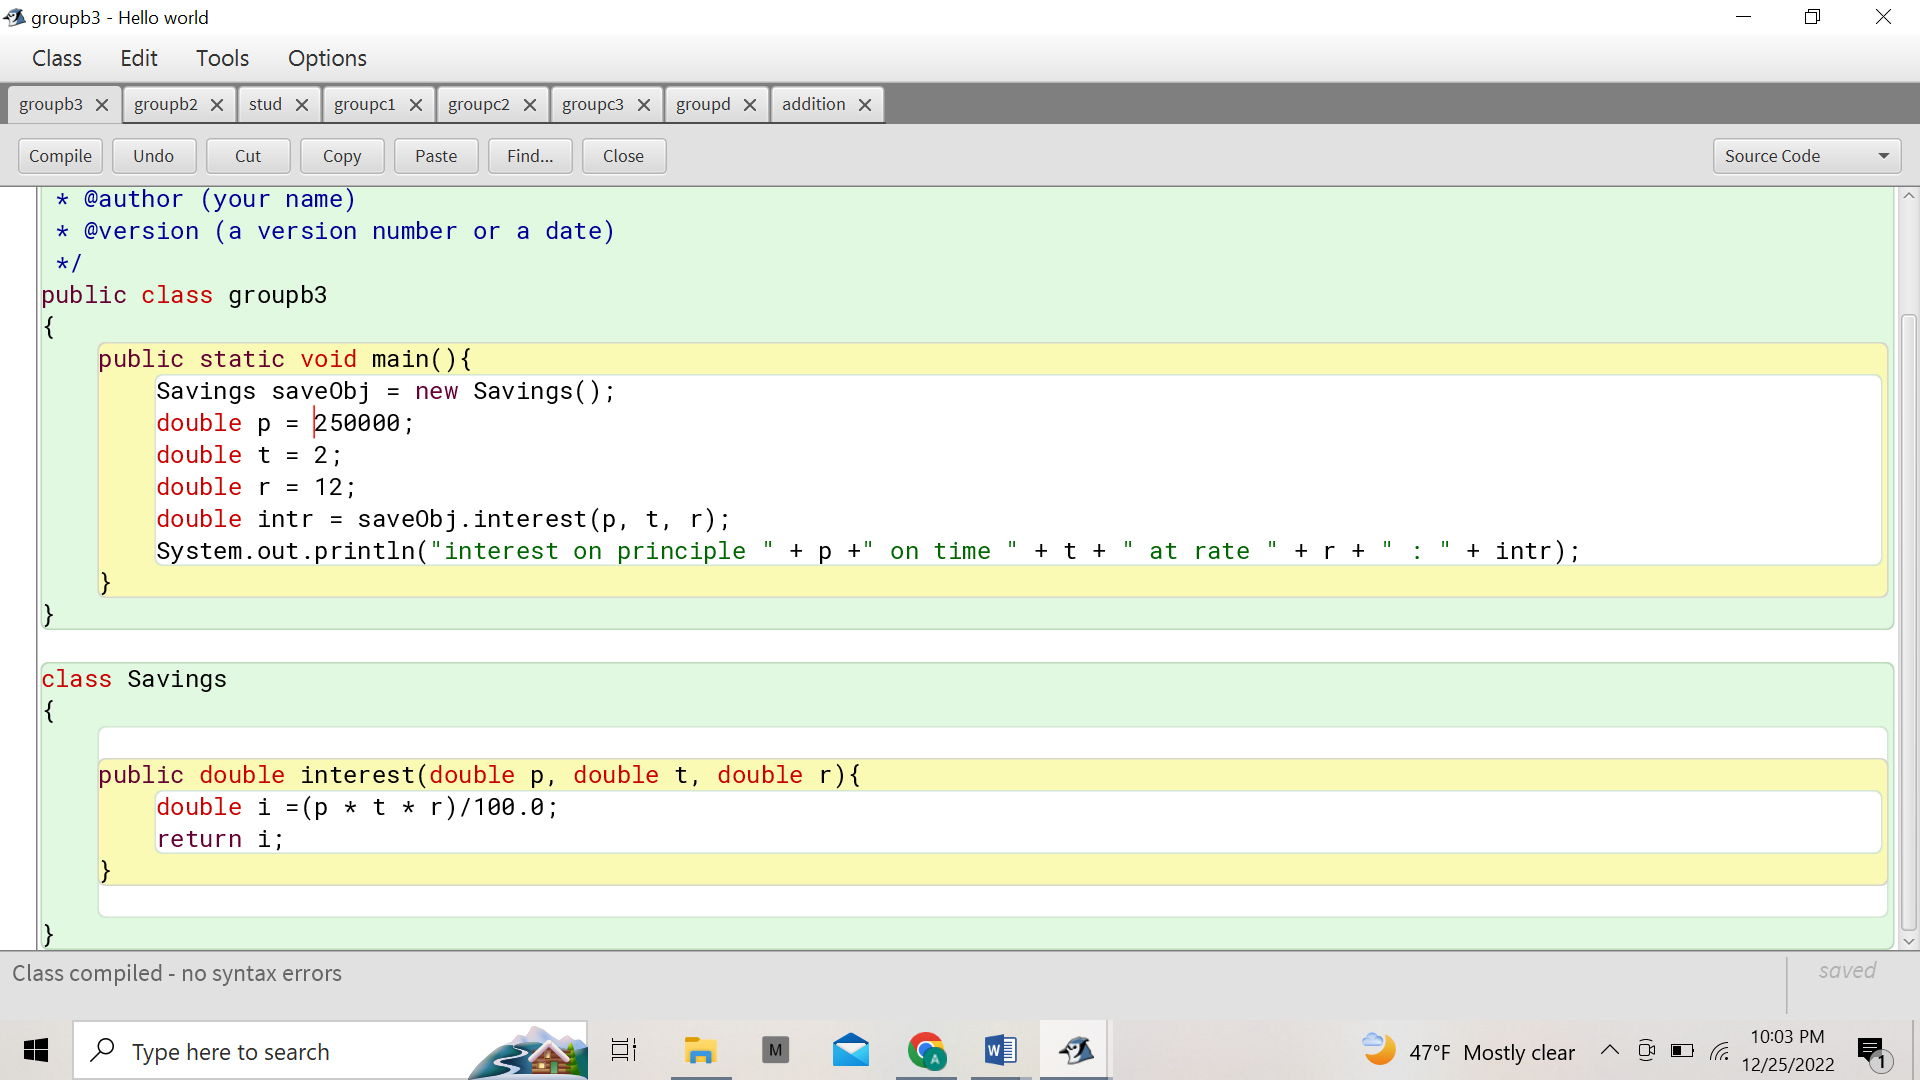 groupb3 - Hello world
Class Edit Tools Options
groupb3 groupb2 stud groupc1 groupc2 groupc3 groupd addition
Compile Undo Cut Copy Paste Find... Close Source Code
* @author (your name)
* @version (a version number or a date)
*/
public class groupb3
{
public static void main(){
Savings saveObj = new Savings();
double p = 250000;
double t = 2;
double r = 12;
double intr = saveObj.interest(p, t, r);
System.out.println("interest on principle " + p +" on time " + t + " at rate " + r + " : " + intr);
}
}
class Savings
{
public double interest(double p, double t, double r){
double i =(p * t * r)/100.0;
return i;
}
}
Class compiled - no syntax errors
saved
Type here to search
M
A
W
47°F Mostly clear
10:03 PM
12/25/2022
1